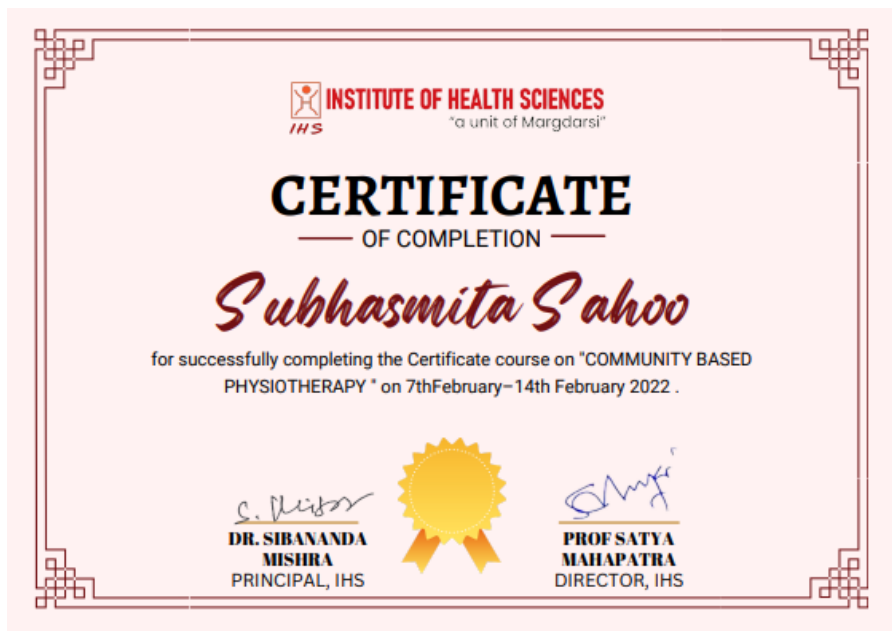 INSTITUTE OF HEALTH SCIENCES
IHS
"a unit of Margdarsi"
CERTIFICATE
OF COMPLETION
Subhasmita Sahoo
for successfully completing the Certificate course on "COMMUNITY BASED
PHYSIOTHERAPY " on 7thFebruary–14th February 2022 .
S. Mishra
DR. SIBANANDA
MISHRA
PRINCIPAL, IHS
PROF SATYA
MAHAPATRA
DIRECTOR, IHS